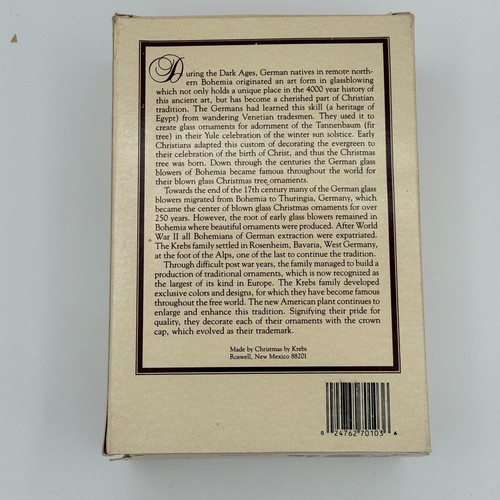 During the Dark Ages, German natives in remote north-
ern Bohemia originated an art form in glassblowing
which not only holds a unique place in the 4000 year history of
this ancient art, but has become a cherished part of Christian
tradition. The Germans had learned this skill (a heritage of
Egypt) from wandering Venetian tradesmen. They used it to
create glass ornaments for adornment of the Tannenbaum (fir
tree) in their Yule celebration of the winter sun solstice. Early
Christians adapted this custom of decorating the evergreen to
their celebration of the birth of Christ, and thus the Christmas
tree was born. Down through the centuries the German glass
blowers of Bohemia became famous throughout the world for
their blown glass Christmas tree ornaments.
Towards the end of the 17th century many of the German glass
blowers migrated from Bohemia to Thuringia, Germany, which
became the center of blown glass Christmas ornaments for over
250 years. However, the root of early glass blowers remained in
Bohemia where beautiful ornaments were produced. After World
War II all Bohemians of German extraction were expatriated.
The Krebs family settled in Rosenheim, Bavaria, West Germany,
at the foot of the Alps, one of the last to continue the tradition.
Through difficult post war years, the family managed to build a
production of traditional ornaments, which is now recognized as
the largest of its kind in Europe. The Krebs family developed
exclusive colors and designs, for which they have become famous
throughout the free world. The new American plant continues to
enlarge and enhance this tradition. Signifying their pride for
quality, they decorate each of their ornaments with the crown
cap, which evolved as their trademark.
Made by Christmas by Krebs
Roswell, New Mexico 88201
0 24762 70103 8